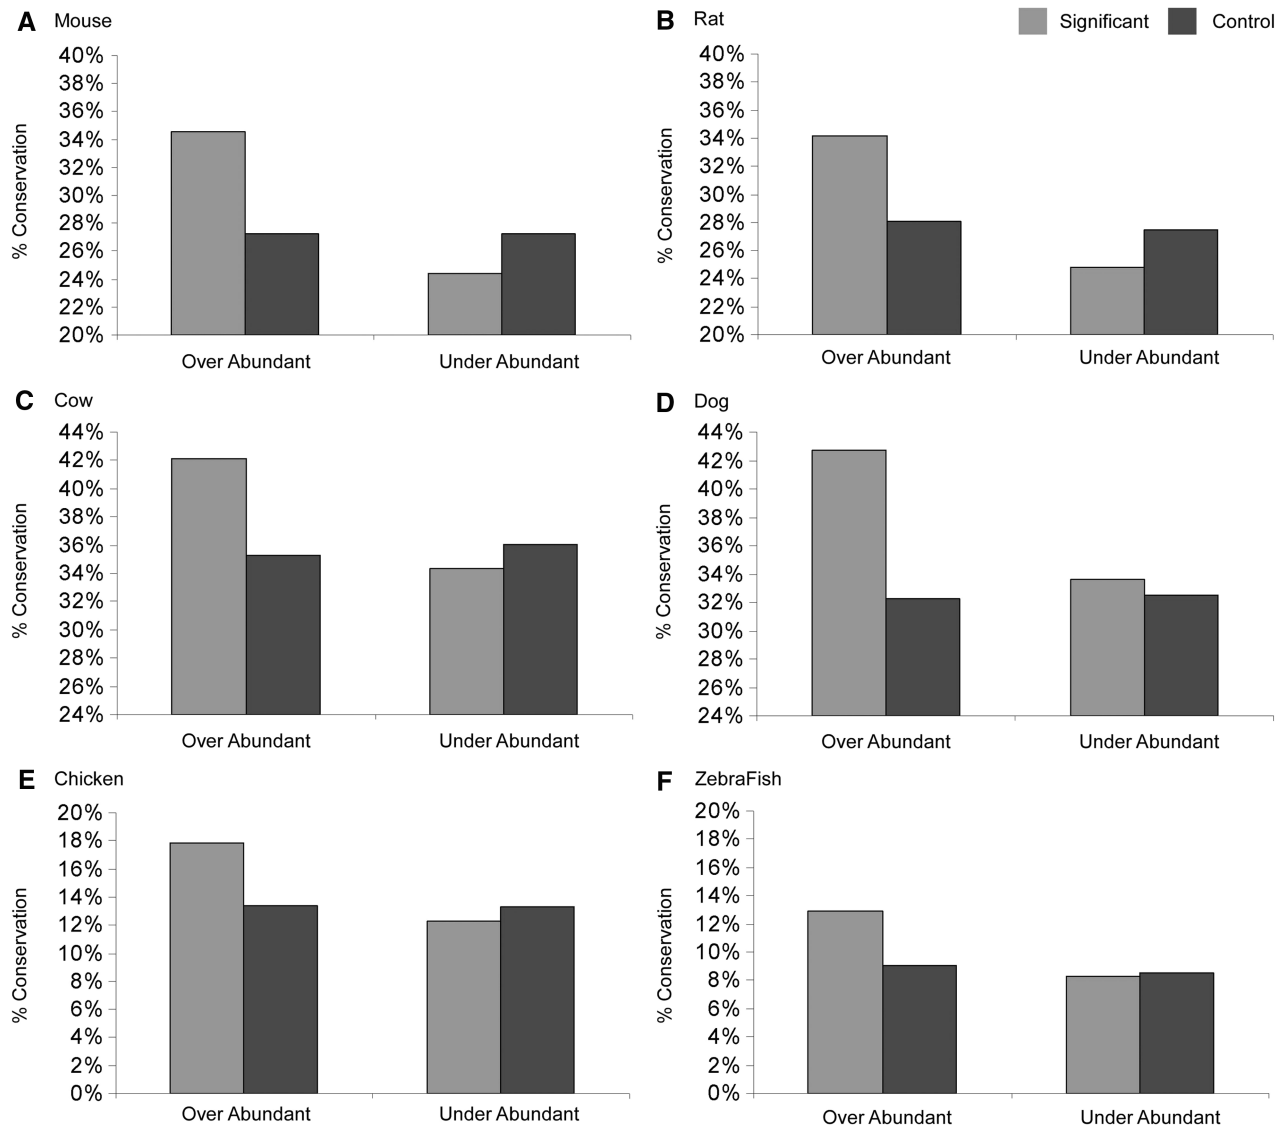 A Mouse
40%
38%
36%
34%
32%
30%
28%
26%
24%
22%
20%
% Conservation
Over Abundant
Under Abundant
B Rat
Significant
Control
40%
38%
36%
34%
32%
30%
28%
26%
24%
22%
20%
% Conservation
Over Abundant
Under Abundant
C Cow
44%
42%
40%
38%
36%
34%
32%
30%
28%
26%
24%
% Conservation
Over Abundant
Under Abundant
D Dog
44%
42%
40%
38%
36%
34%
32%
30%
28%
26%
24%
% Conservation
Over Abundant
Under Abundant
E Chicken
20%
18%
16%
14%
12%
10%
8%
6%
4%
2%
0%
% Conservation
Over Abundant
Under Abundant
F ZebraFish
20%
18%
16%
14%
12%
10%
8%
6%
4%
2%
0%
% Conservation
Over Abundant
Under Abundant